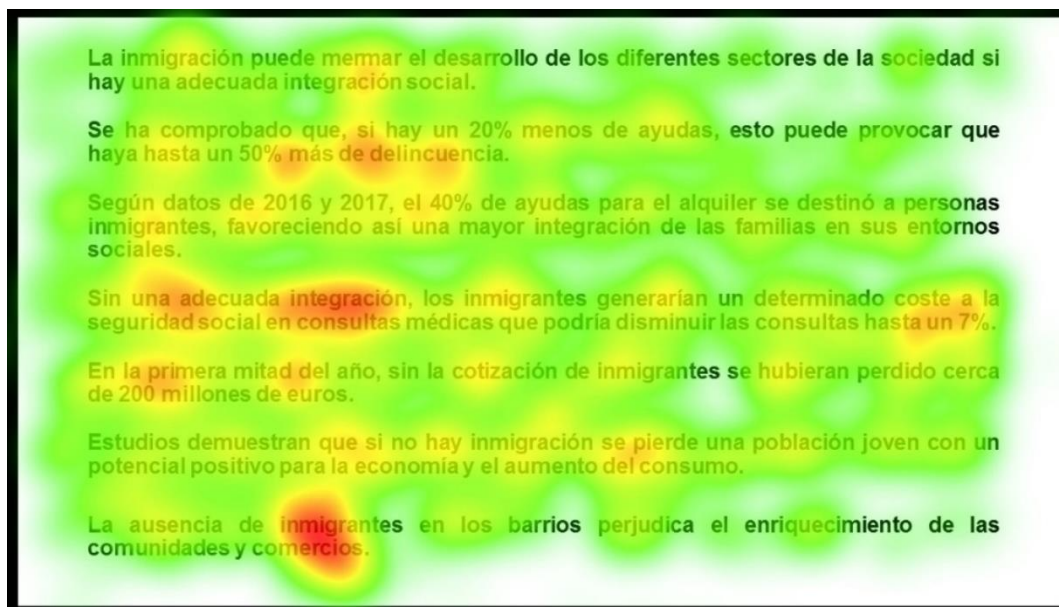 La inmigración puede mermar el desarrollo de los diferentes sectores de la sociedad si
hay una adecuada integración social.
Se ha comprobado que, si hay un 20% menos de ayudas, esto puede provocar que
haya hasta un 50% más de delincuencia.
Según datos de 2016 y 2017, el 40% de ayudas para el alquiler se destinó a personas
inmigrantes, favoreciendo así una mayor integración de las familias en sus entornos
sociales.
Sin una adecuada integración, los inmigrantes generarían un determinado coste a la
seguridad social en consultas médicas que podría disminuir las consultas hasta un 7%.
En la primera mitad del año, sin la cotización de inmigrantes se hubieran perdido cerca
de 200 millones de euros.
Estudios demuestran que si no hay inmigración se pierde una población joven con un
potencial positivo para la economía y el aumento del consumo.
La ausencia de inmigrantes en los barrios perjudica el enriquecimiento de las
comunidades y comercios.